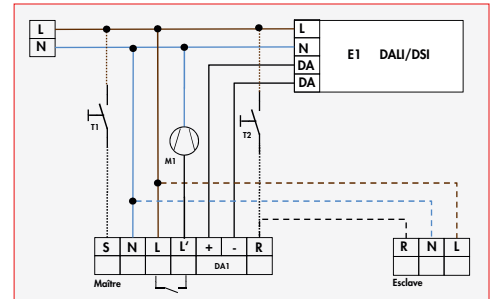 L
N
L
N
DA
DA
E1 DALI/DSI
T1
M1
T2
S N L L' + - R
DA1
Maître
R N L
Esclave